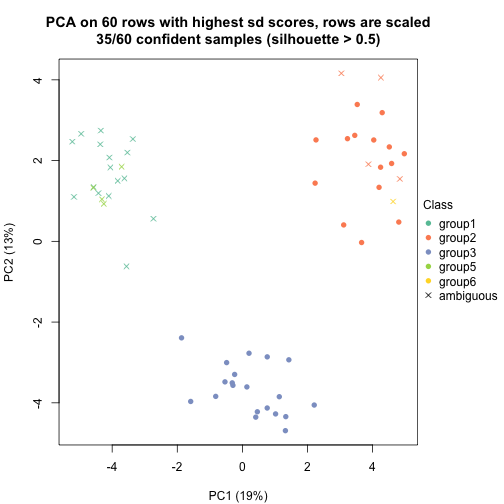 PCA on 60 rows with highest sd scores, rows are scaled
35/60 confident samples (silhouette > 0.5)
4
2
0
-2
-4
PC2 (13%)
-4
-2
0
2
4
PC1 (19%)
Class
group1
group2
group3
group5
group6
ambiguous